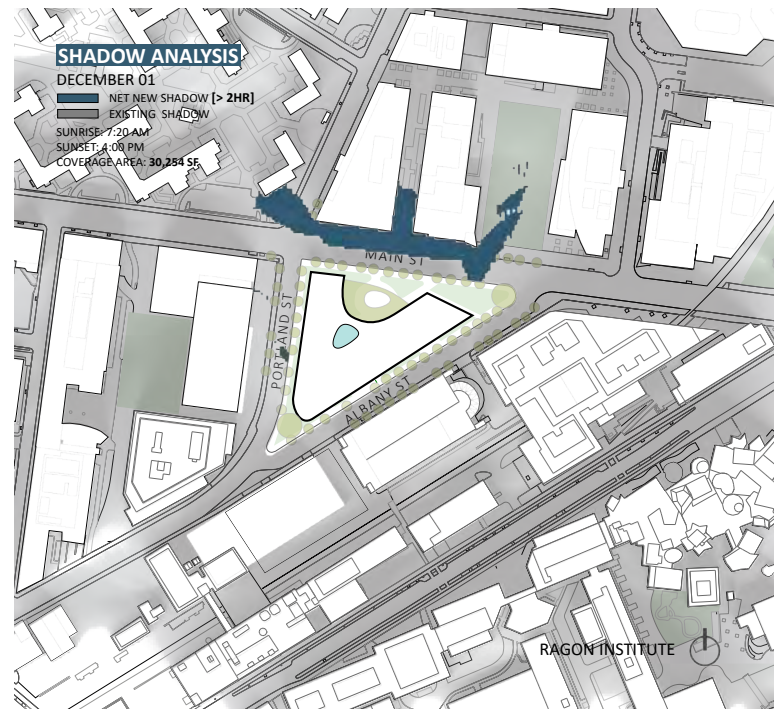 SHADOW ANALYSIS
DECEMBER 01
NET NEW SHADOW [> 2HR]
EXISTING SHADOW
SUNRISE: 7:20 AM
SUNSET: 4:00 PM
COVERAGE AREA: 30,254 SF
MAIN ST
PORTLAND ST
ALBANY ST
RAGON INSTITUTE